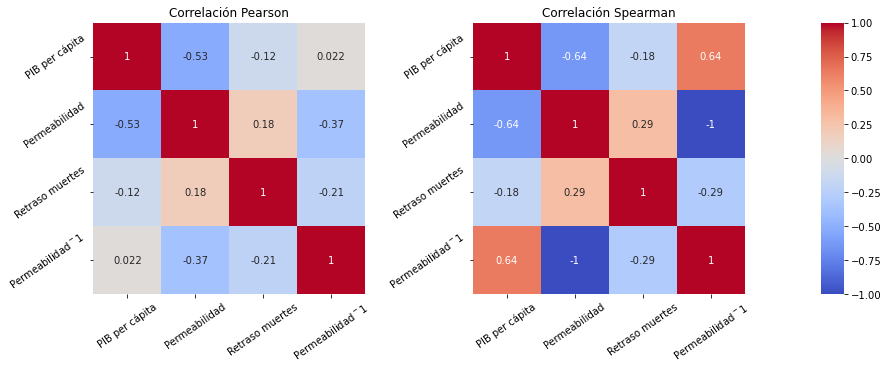 Correlación Pearson
PIB per cápita
1
-0.53
-0.12
0.022
Permeabilidad
-0.53
1
0.18
-0.37
Retraso muertes
-0.12
0.18
1
-0.21
Permeabilidad¯1
0.022
-0.37
-0.21
1
PIB per cápita
Permeabilidad
Retraso muertes
Permeabilidad¯1
Correlación Spearman
PIB per cápita
1
-0.64
-0.18
0.64
Permeabilidad
-0.64
1
0.29
-1
Retraso muertes
-0.18
0.29
1
-0.29
Permeabilidad¯1
0.64
-1
-0.29
1
PIB per cápita
Permeabilidad
Retraso muertes
Permeabilidad¯1
1.00
0.75
0.50
0.25
0.00
−0.25
−0.50
−0.75
−1.00